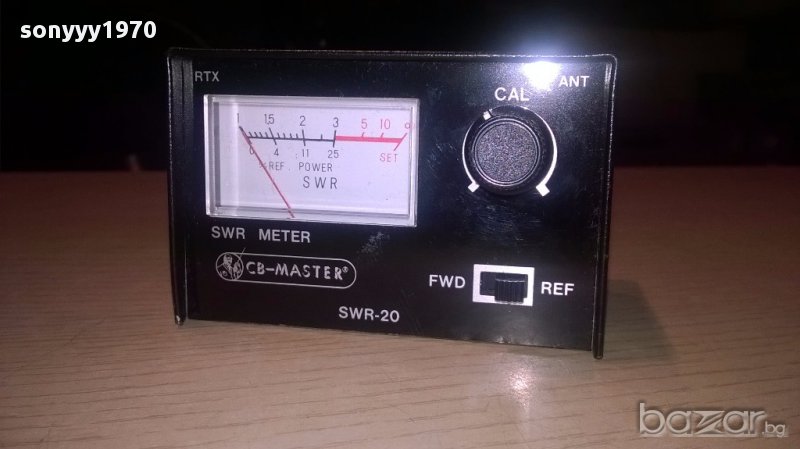 sonyyy1970
RTX
ANT
CAL
1 1,5 2 3 5 10 α
0 4 11 25
SET
%REF. POWER
SWR
SWR METER
CB-MASTER®
FWD
REF
SWR-20
bazar.bg